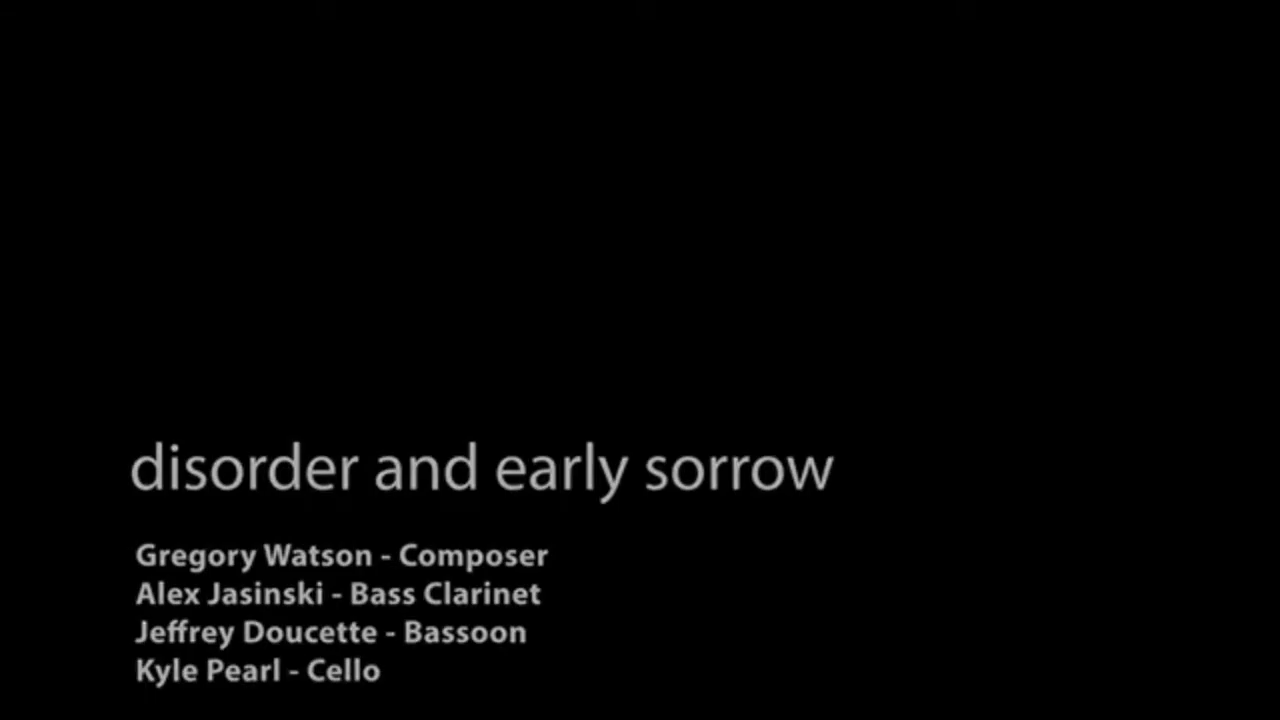 disorder and early sorrow
Gregory Watson - Composer
Alex Jasinski - Bass Clarinet
Jeffrey Doucette - Bassoon
Kyle Pearl - Cello